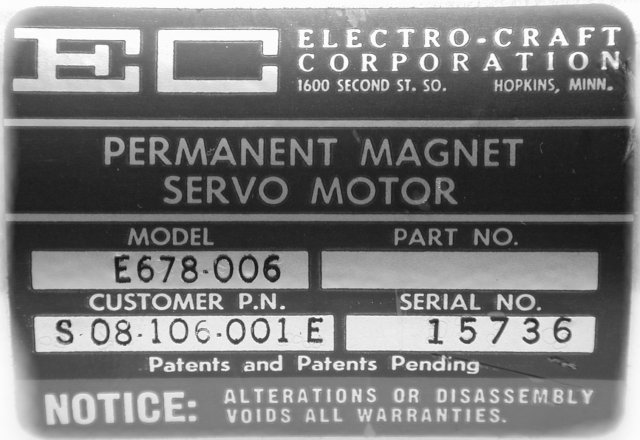 EC ELECTRO-CRAFT
CORPORATION
1600 SECOND ST. SO. HOPKINS, MINN.
PERMANENT MAGNET
SERVO MOTOR
MODEL PART NO.
E678-006
CUSTOMER P.N. SERIAL NO.
S-08-106-001 E 15736
Patents and Patents Pending
NOTICE: ALTERATIONS OR DISASSEMBLY
VOIDS ALL WARRANTIES.